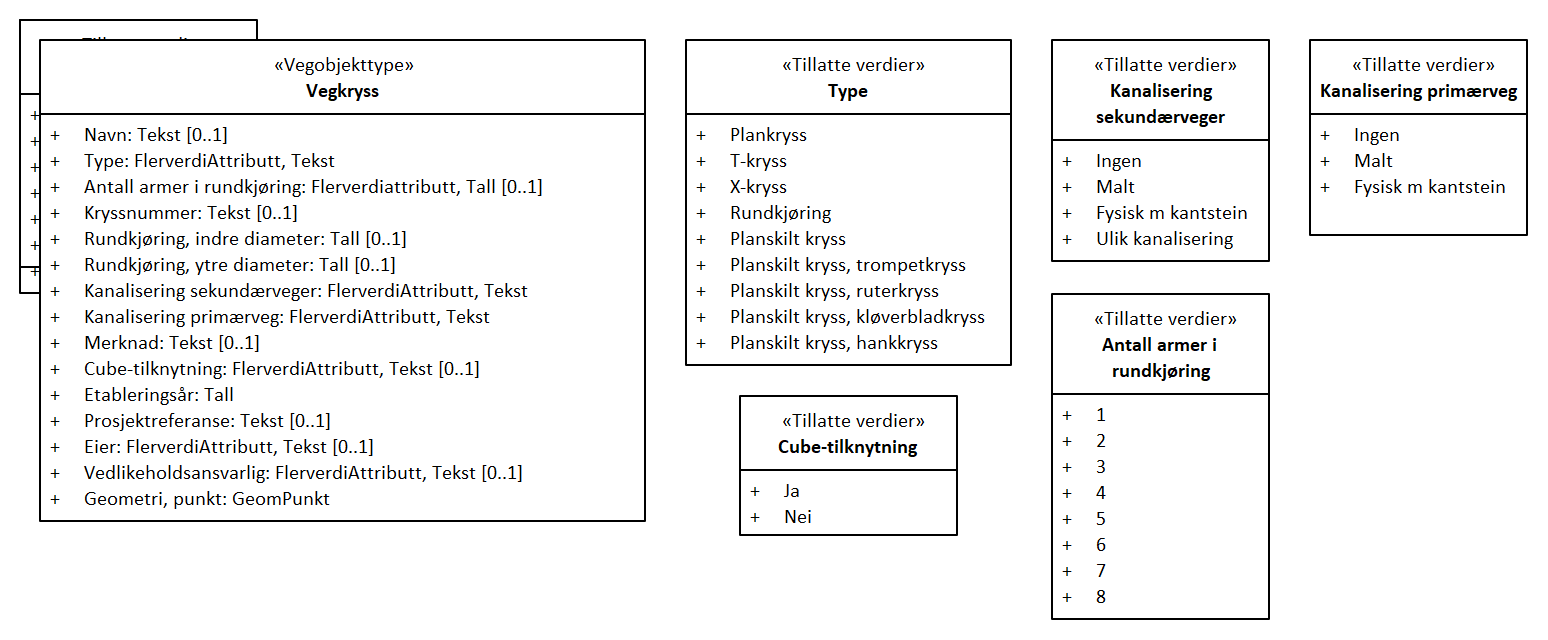 «Vegobjekttype»
Vegkryss
+ Navn: Tekst [0..1]
+ Type: FlerverdiAttributt, Tekst
+ Antall armer i rundkjøring: Flerverdiattributt, Tall [0..1]
+ Kryssnummer: Tekst [0..1]
+ Rundkjøring, indre diameter: Tall [0..1]
+ Rundkjøring, ytre diameter: Tall [0..1]
+ Kanalisering sekundærveger: FlerverdiAttributt, Tekst
+ Kanalisering primærveg: FlerverdiAttributt, Tekst
+ Merknad: Tekst [0..1]
+ Cube-tilknytning: FlerverdiAttributt, Tekst [0..1]
+ Etableringsår: Tall
+ Prosjektreferanse: Tekst [0..1]
+ Eier: FlerverdiAttributt, Tekst [0..1]
+ Vedlikeholdsansvarlig: FlerverdiAttributt, Tekst [0..1]
+ Geometri, punkt: GeomPunkt
«Tillatte verdier»
Type
+ Plankryss
+ T-kryss
+ X-kryss
+ Rundkjøring
+ Planskilt kryss
+ Planskilt kryss, trompetkryss
+ Planskilt kryss, ruterkryss
+ Planskilt kryss, kløverbladkryss
+ Planskilt kryss, hankkryss
«Tillatte verdier»
Cube-tilknytning
+ Ja
+ Nei
«Tillatte verdier»
Kanalisering
sekundærveger
+ Ingen
+ Malt
+ Fysisk m kantstein
+ Ulik kanalisering
«Tillatte verdier»
Antall armer i
rundkjøring
+ 1
+ 2
+ 3
+ 4
+ 5
+ 6
+ 7
+ 8
«Tillatte verdier»
Kanalisering primærveg
+ Ingen
+ Malt
+ Fysisk m kantstein